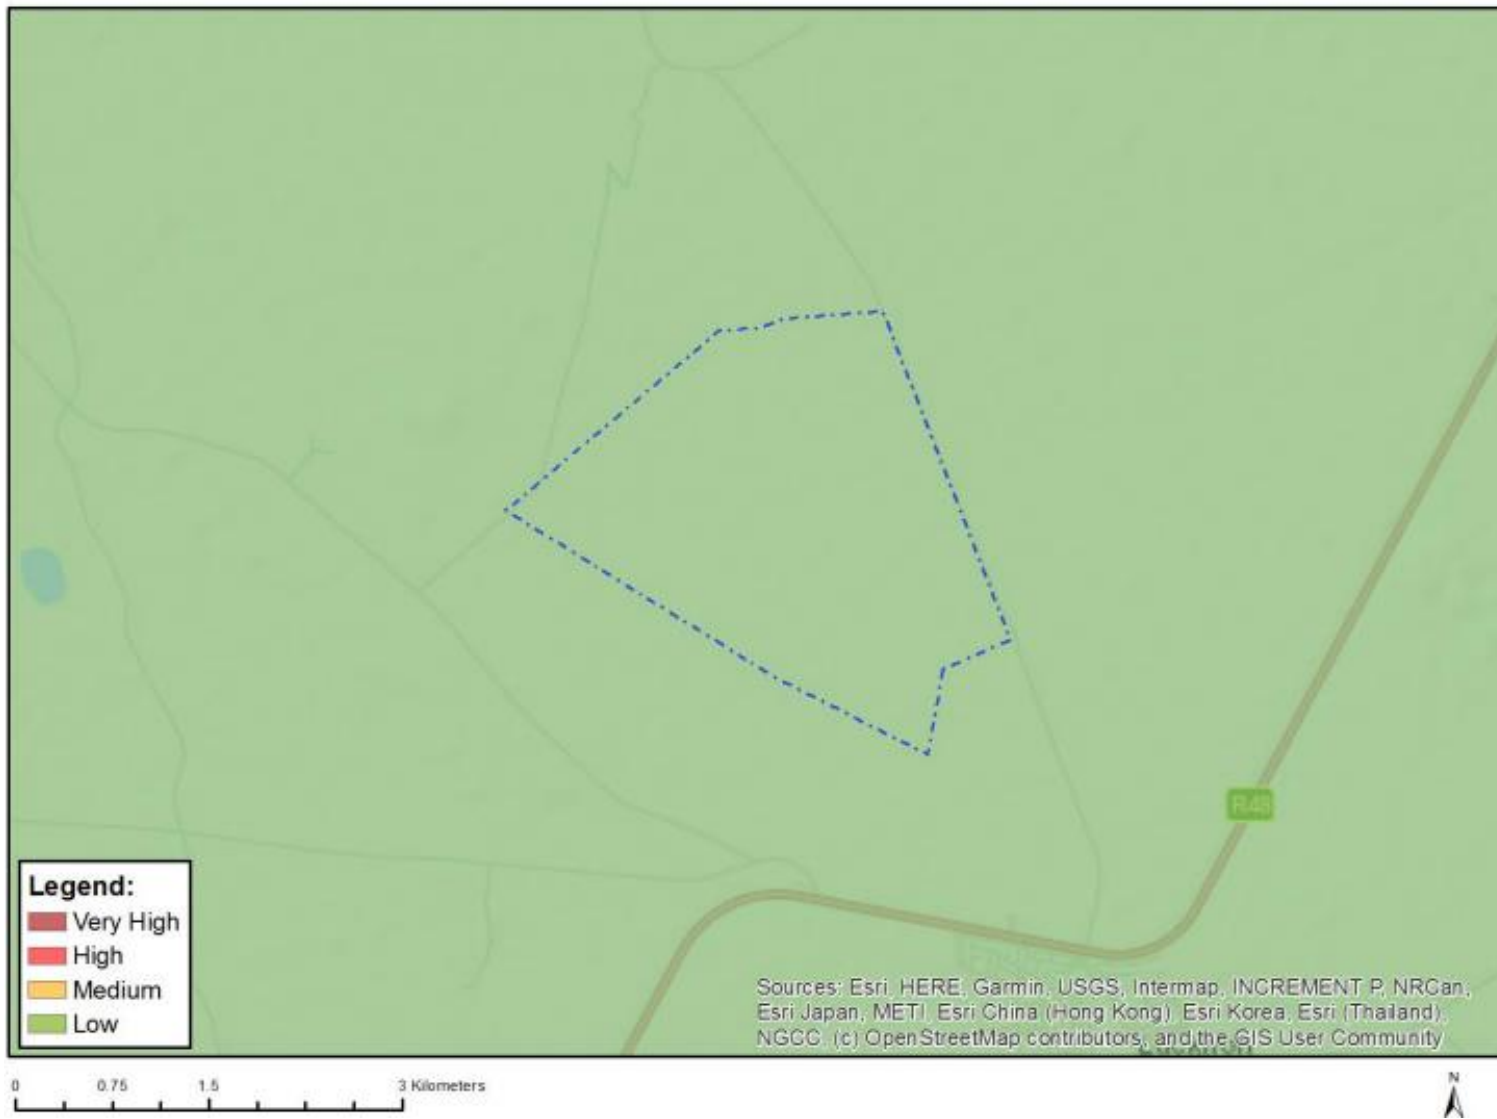 R48
Legend:
Very High
High
Medium
Low
Sources: Esri, HERE, Garmin, USGS, Intermap, INCREMENT P, NRCan,
Esri Japan, METI, Esri China (Hong Kong), Esri Korea, Esri (Thailand),
NGCC, (c) OpenStreetMap contributors, and the GIS User Community
0 0.75 1.5 3 Kilometers
N